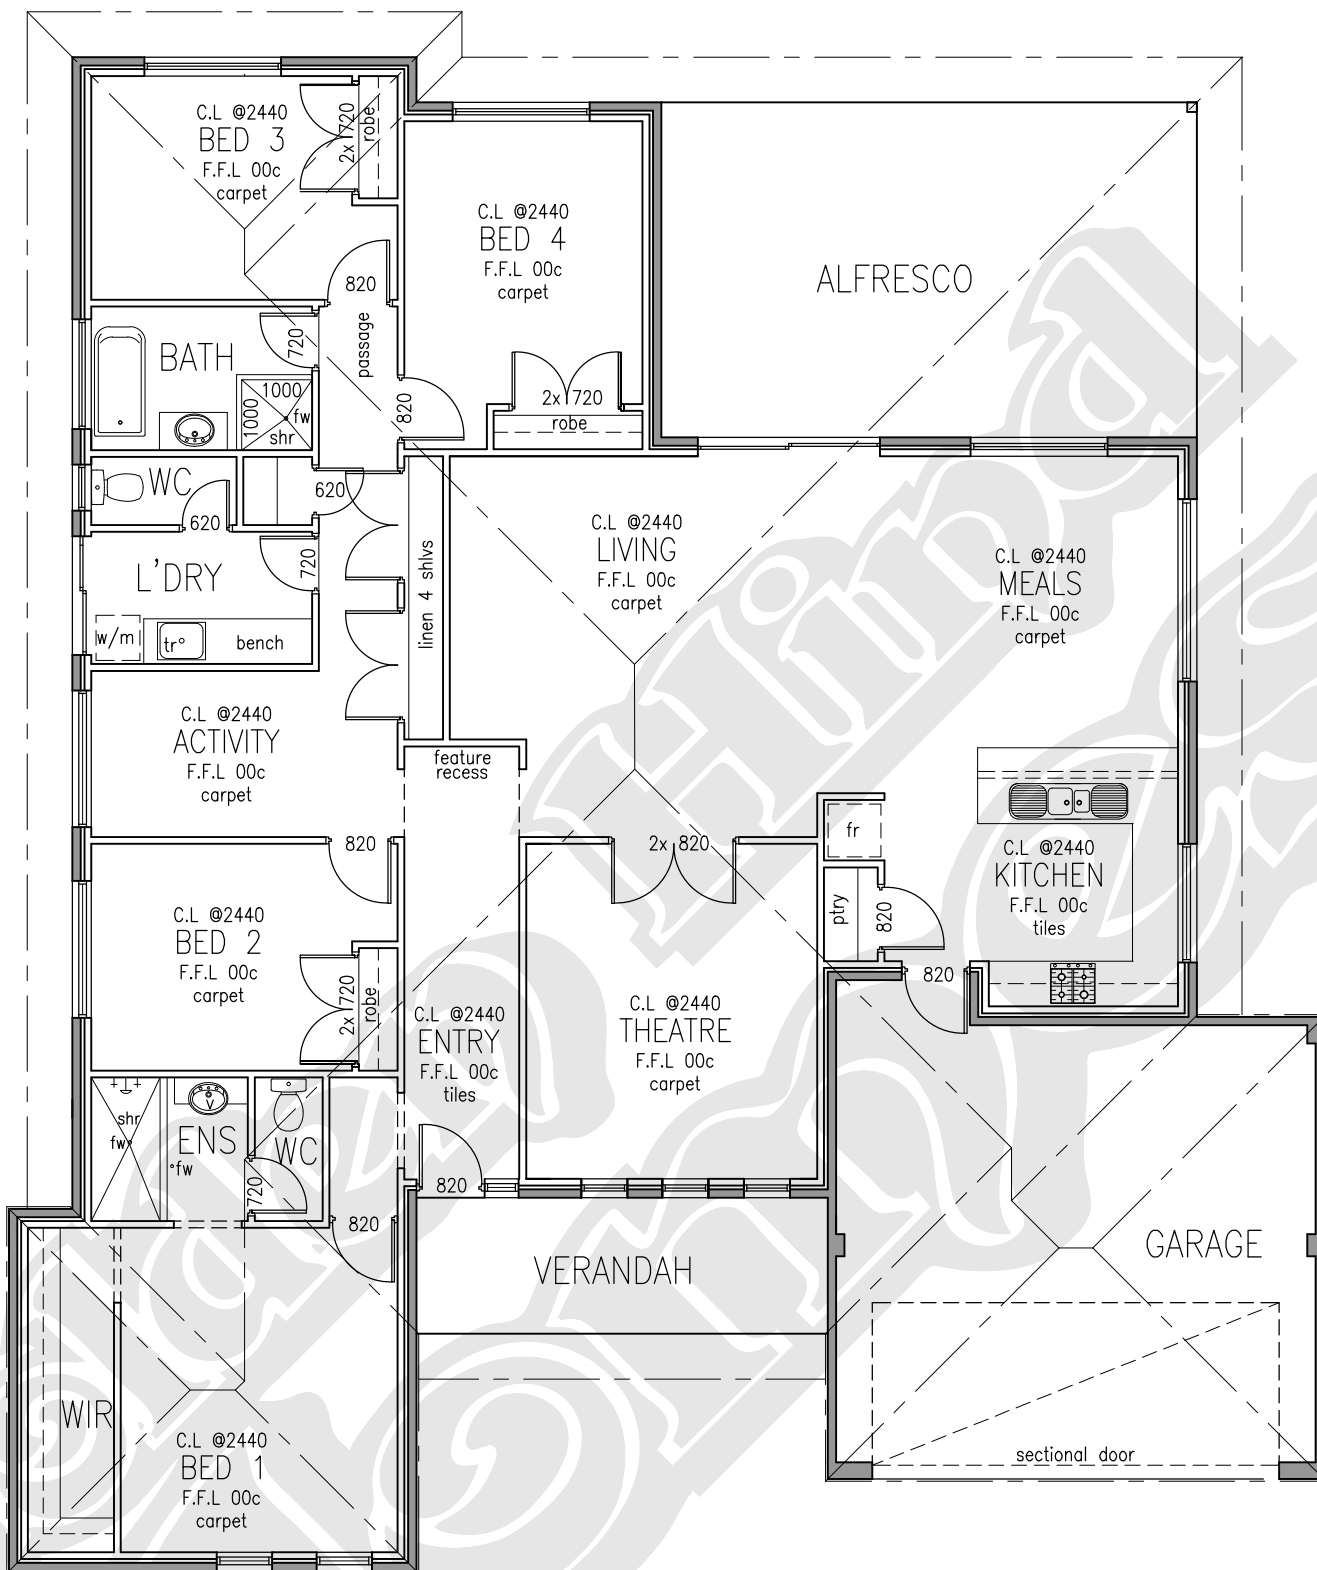 C.L @2440
BED 3
F.F.L 00c
carpet
2x 720
robe
C.L @2440
BED 4
F.F.L 00c
carpet
ALFRESCO
820
passage
BATH
720
1000
1000
fw
shr
820
2x 720
robe
WC
620
620
L'DRY
720
w/m
tr
bench
linen 4 shlvs
C.L @2440
LIVING
F.F.L 00c
carpet
C.L @2440
MEALS
F.F.L 00c
carpet
C.L @2440
ACTIVITY
F.F.L 00c
carpet
feature
recess
820
2x 820
fr
ptry
820
C.L @2440
KITCHEN
F.F.L 00c
tiles
820
C.L @2440
BED 2
F.F.L 00c
carpet
2x 720
robe
C.L @2440
ENTRY
F.F.L 00c
tiles
C.L @2440
THEATRE
F.F.L 00c
carpet
shr
fw
ENS
fw
V
WC
720
820
820
VERANDAH
GARAGE
sectional door
WIR
C.L @2440
BED 1
F.F.L 00c
carpet